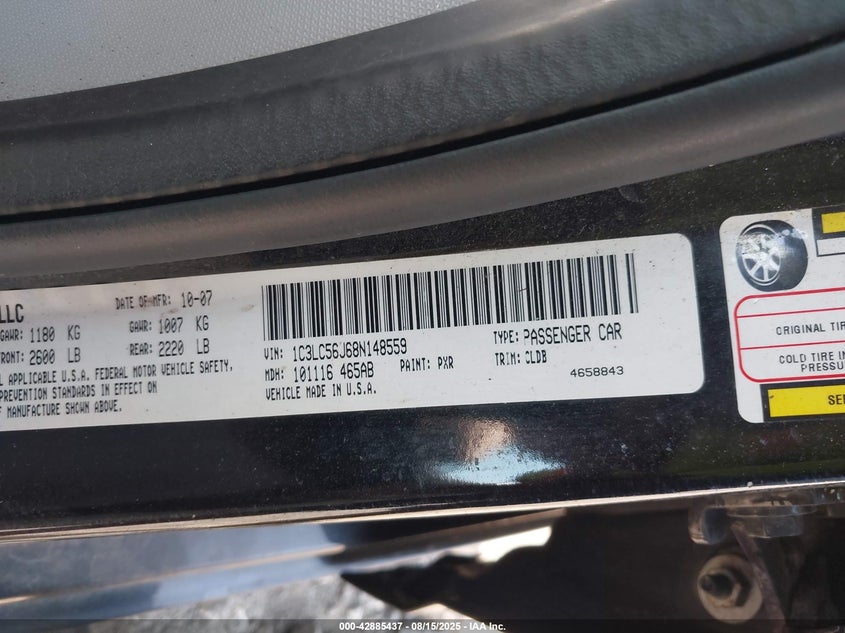 LLC
DATE OF MFR: 10-07
GAWR: 1180 KG
GAWR: 1007 KG
FRONT: 2600 LB
REAR: 2220 LB
APPLICABLE U.S.A. FEDERAL MOTOR VEHICLE SAFETY,
PREVENTION STANDARDS IN EFFECT ON
MANUFACTURE SHOWN ABOVE.
VIN: 1C3LC56J68N148559
TYPE: PASSENGER CAR
MDH: 101116 465AB
PAINT: PXR
TRIM: CLDB
VEHICLE MADE IN U.S.A.
4658843
ORIGINAL TIR
COLD TIRE IN
PRESSU
SE
000-42885437 - 08/15/2025 - IAA Inc.